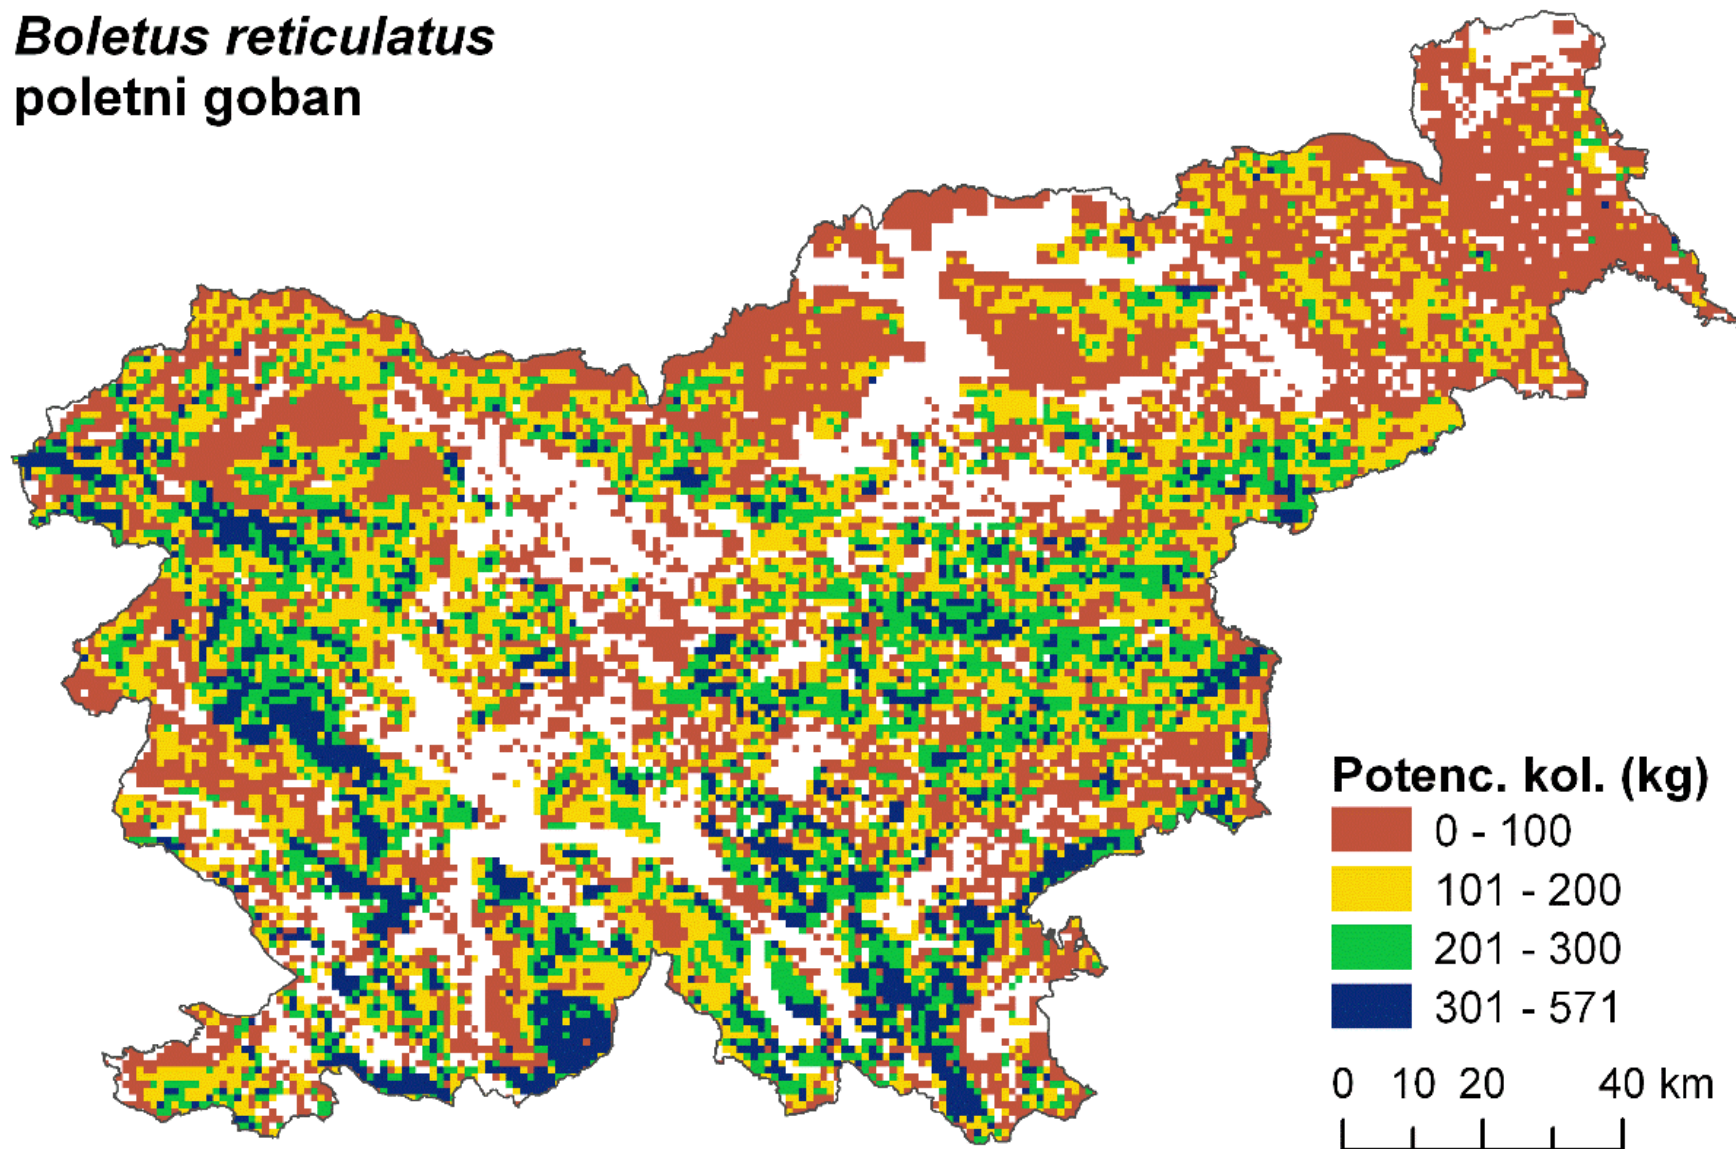 Boletus reticulatus
poletni goban
Potenc. kol. (kg)
0 - 100
101 - 200
201 - 300
301 - 571
0 10 20 40 km